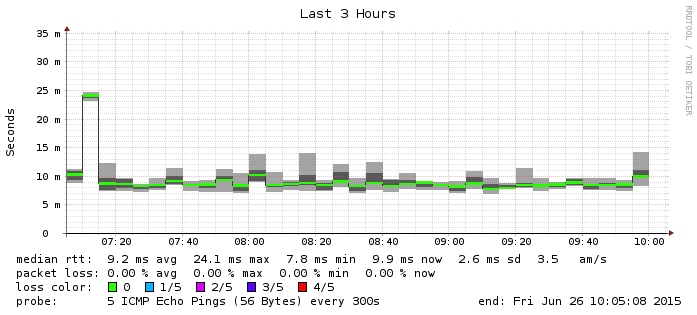 Last 3 Hours
RRDTOOL / TOBI OETIKER
Seconds
35 m
30 m
25 m
20 m
15 m
10 m
5 m
0
07:20 07:40 08:00 08:20 08:40 09:00 09:20 09:40 10:00
median rtt: 9.2 ms avg 24.1 ms max 7.8 ms min 9.9 ms now 2.6 ms sd 3.5 am/s
packet loss: 0.00 % avg 0.00 % max 0.00 % min 0.00 % now
loss color: 0 1/5 2/5 3/5 4/5
probe: 5 ICMP Echo Pings (56 Bytes) every 300s end: Fri Jun 26 10:05:08 2015